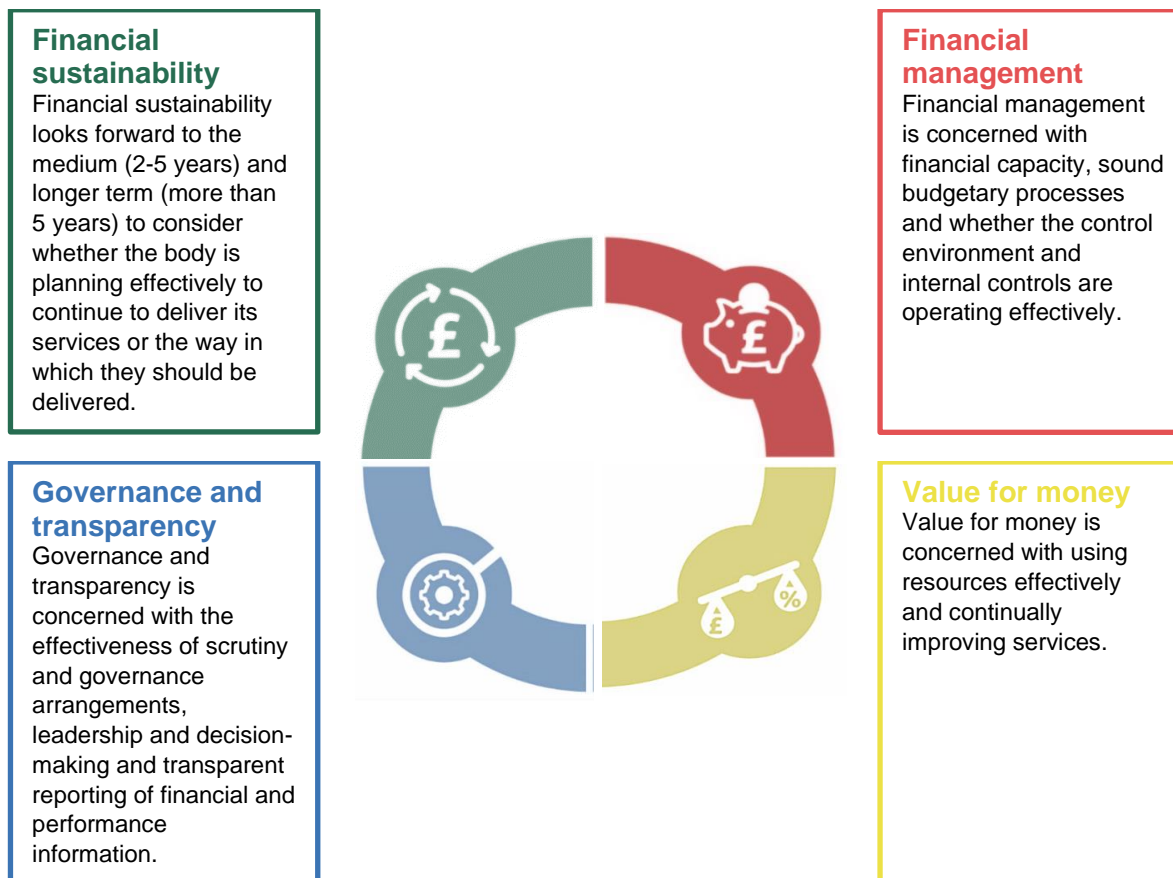 Financial
sustainability
Financial sustainability
looks forward to the
medium (2-5 years) and
longer term (more than
5 years) to consider
whether the body is
planning effectively to
continue to deliver its
services or the way in
which they should be
delivered.
Financial
management
Financial management
is concerned with
financial capacity, sound
budgetary processes
and whether the control
environment and
internal controls are
operating effectively.
£
£
Governance and
transparency
Governance and
transparency is
concerned with the
effectiveness of scrutiny
and governance
arrangements,
leadership and decision-
making and transparent
reporting of financial and
performance
information.
£
%
Value for money
Value for money is
concerned with using
resources effectively
and continually
improving services.